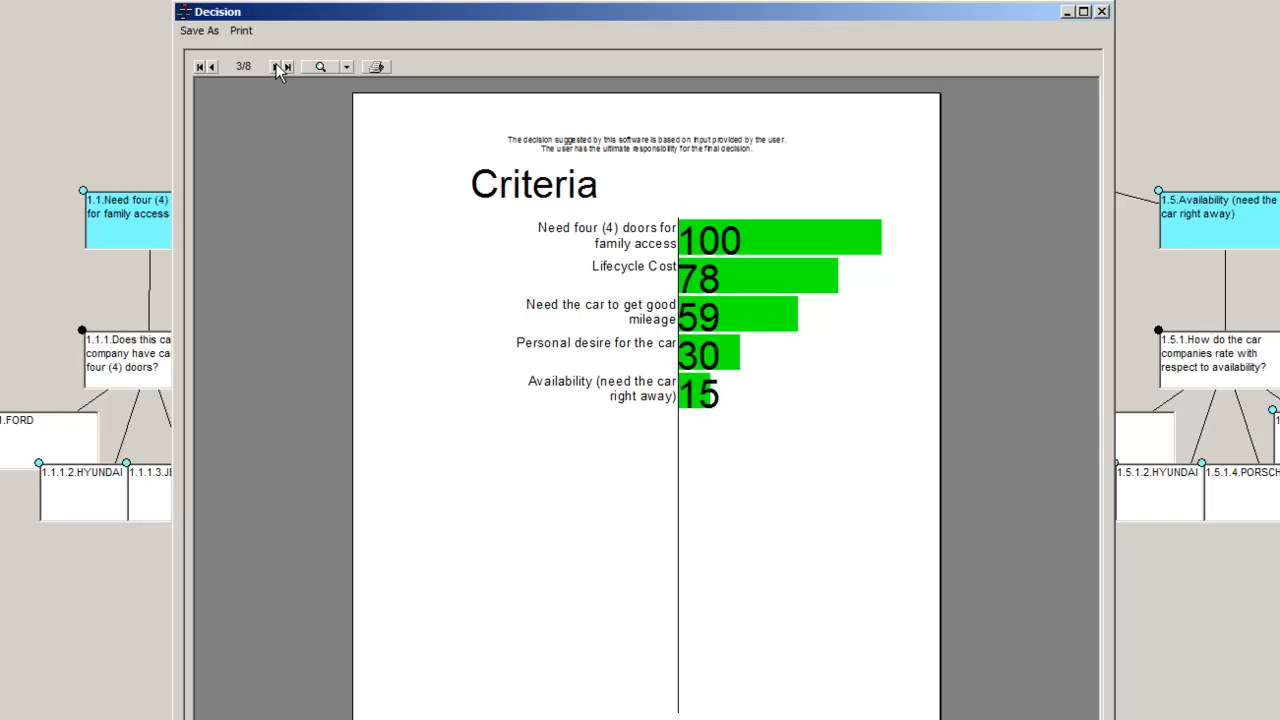 Decision
Save As Print
3/8
The decision suggested by this software is based on input provided by the user.
The user has the ultimate responsibility for the final decision.
Criteria
Need four (4) doors for
family access
100
Lifecycle Cost
78
Need the car to get good
mileage
59
Personal desire for the car
30
Availability (need the car
right away)
15
1.1.Need four (4)
for family access
1.1.1.Does this ca
company have ca
four (4) doors?
1.FORD
1.1.1.2.HYUNDAI
1.1.1.3.JE
1.5.Availability (need the
car right away)
1.5.1.How do the car
companies rate with
respect to availability?
1.5.1.2.HYUNDAI
1.5.1.4.PORSCH